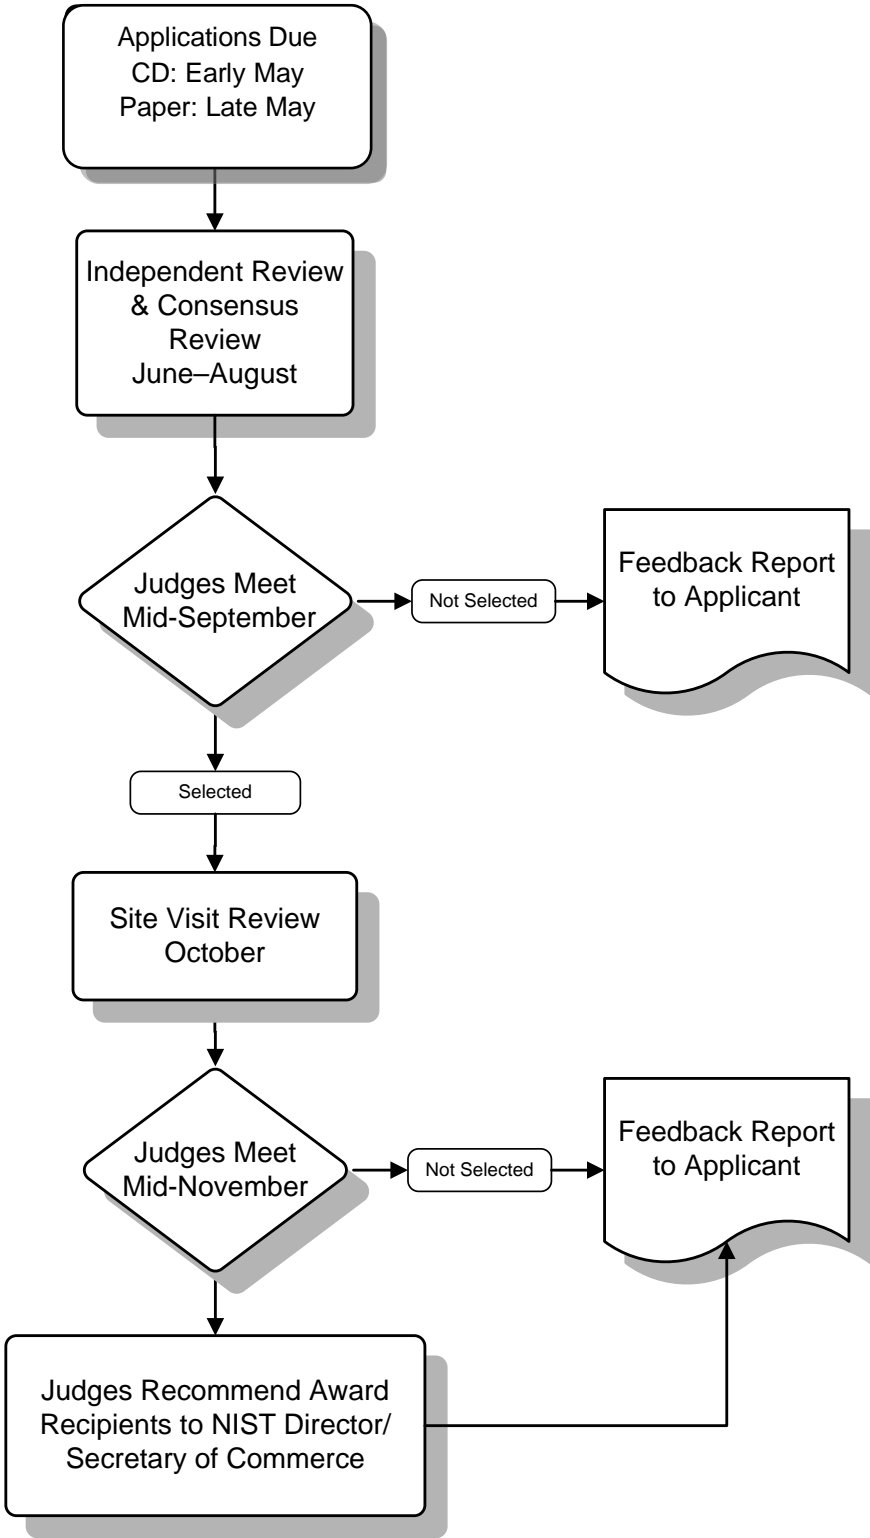 Applications Due
CD: Early May
Paper: Late May
Independent Review
& Consensus
Review
June–August
Judges Meet
Mid-September
Not Selected
Feedback Report
to Applicant
Selected
Site Visit Review
October
Judges Meet
Mid-November
Not Selected
Feedback Report
to Applicant
Judges Recommend Award
Recipients to NIST Director/
Secretary of Commerce